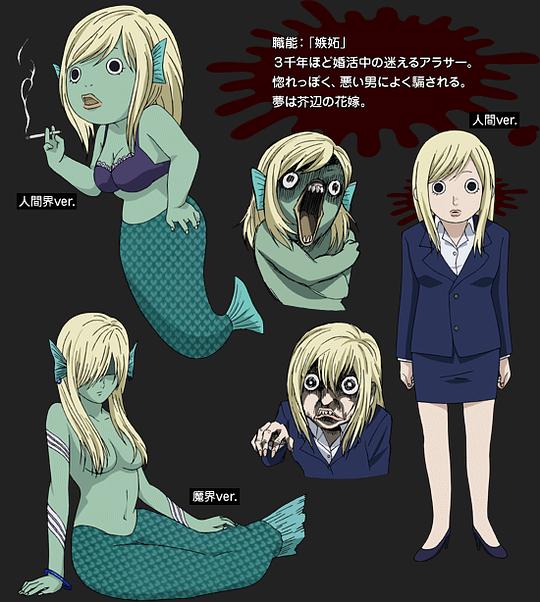 職能：「嫉妬」
３千年ほど婚活中の迷えるアラサー。
惚れっぽく、悪い男によく騙される。
夢は芥辺の花嫁。
人間ver.
人間界ver.
魔界ver.